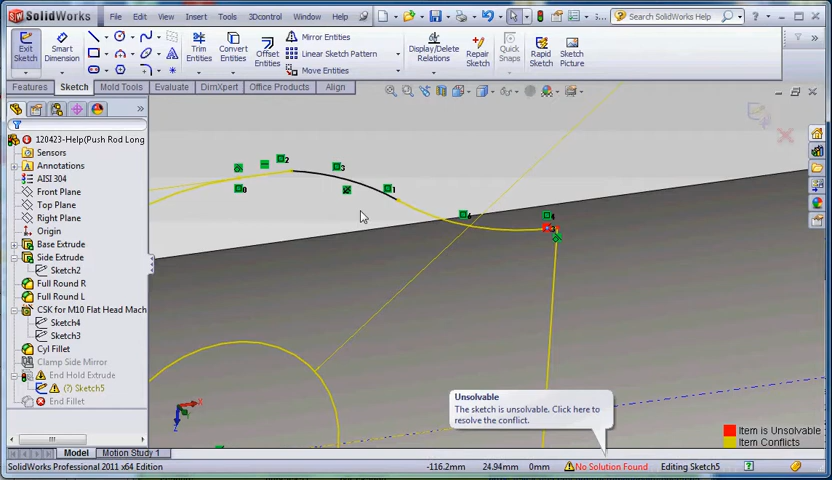 SolidWorks
File Edit View Insert Tools 3Dcontrol Window Help
Search SolidWorks Help
Exit Sketch
Smart Dimension
Trim Entities
Convert Entities
Offset Entities
Mirror Entities
Linear Sketch Pattern
Move Entities
Display/Delete Relations
Repair Sketch
Quick Snaps
Rapid Sketch
Sketch Picture
Features Sketch Mold Tools Evaluate DimXpert Office Products Align
120423-Help(Push Rod Long
Sensors
Annotations
AISI 304
Front Plane
Top Plane
Right Plane
Origin
Base Extrude
Side Extrude
Sketch2
Full Round R
Full Round L
CSK for M10 Flat Head Mach
Sketch4
Sketch3
Cyl Fillet
Clamp Side Mirror
End Hold Extrude
(?) Sketch5
End Fillet
2
3
0
1
6
4
X
Unsolvable
The sketch is unsolvable. Click here to
resolve the conflict.
Item is Unsolvable
Item Conflicts
Model Motion Study 1
SolidWorks Professional 2011 x64 Edition
-116.2mm 24.94mm 0mm No Solution Found Editing Sketch5